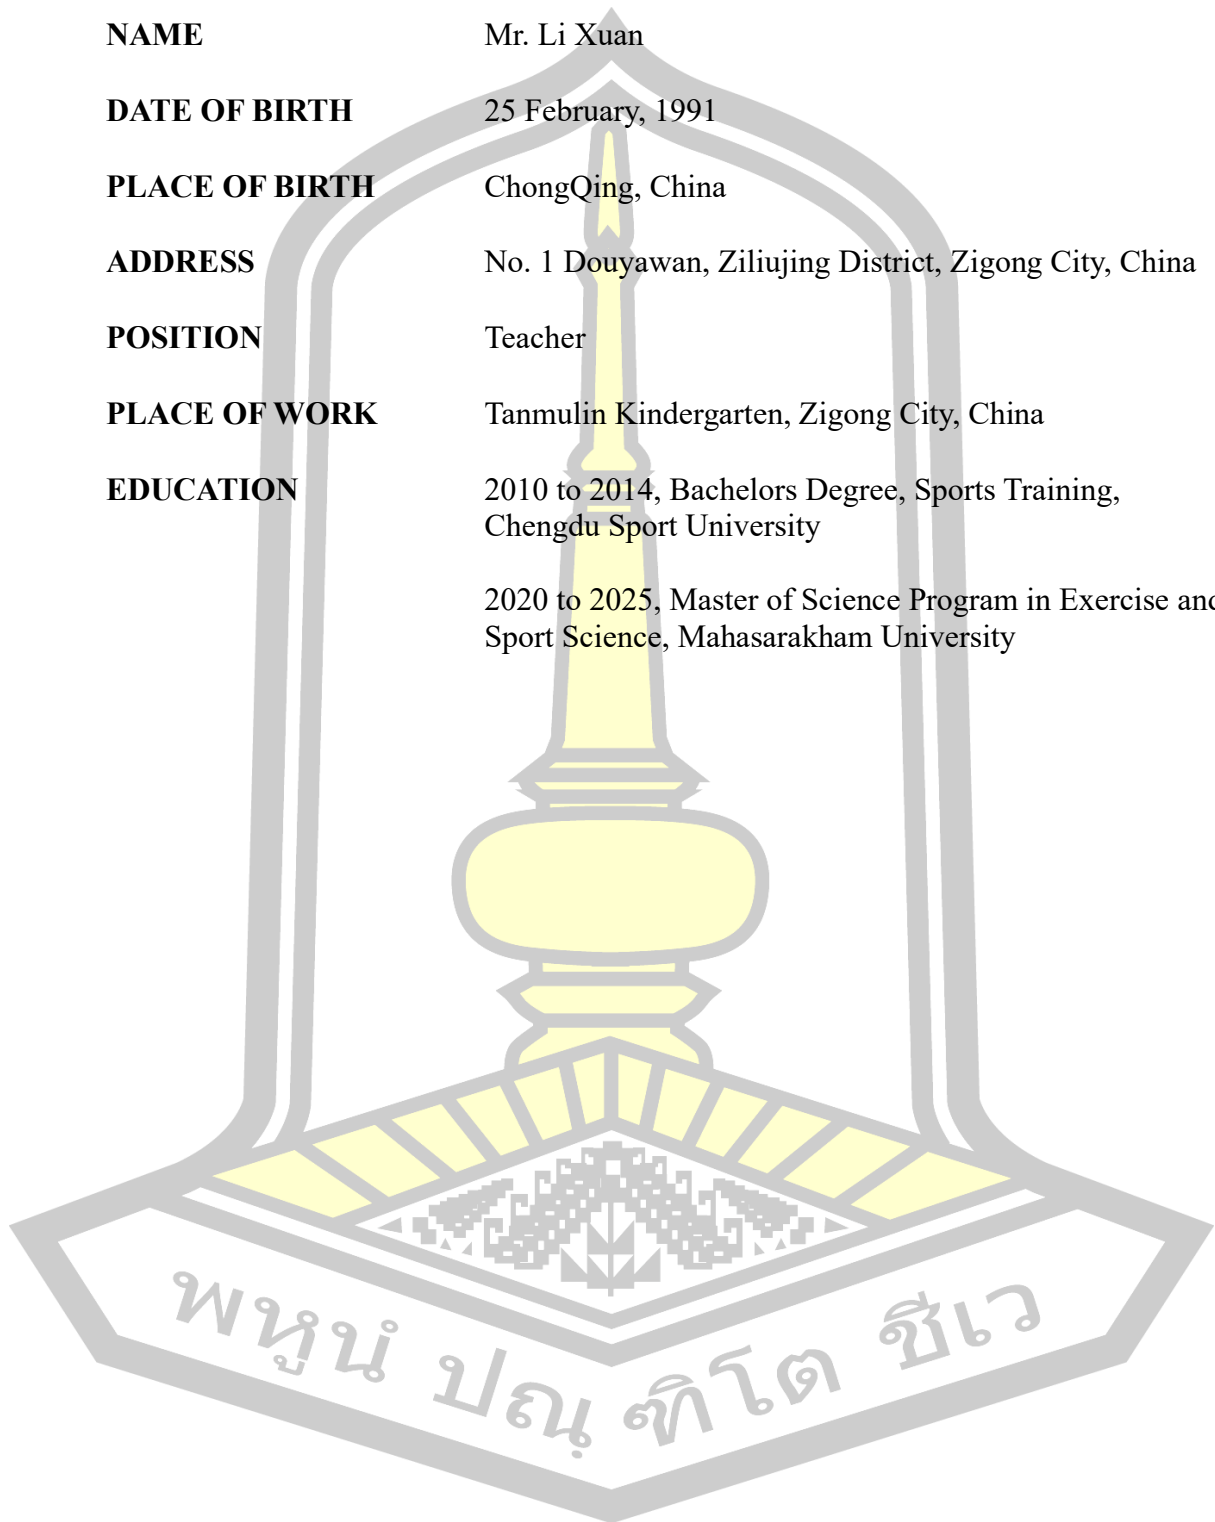 NAME Mr. Li Xuan
DATE OF BIRTH 25 February, 1991
PLACE OF BIRTH ChongQing, China
ADDRESS No. 1 Douyawan, Ziliujing District, Zigong City, China
POSITION Teacher
PLACE OF WORK Tanmulin Kindergarten, Zigong City, China
EDUCATION 2010 to 2014, Bachelors Degree, Sports Training,
Chengdu Sport University
2020 to 2025, Master of Science Program in Exercise and
Sport Science, Mahasarakham University
พหูนํ ปณฺ ฑิโต ชีเว